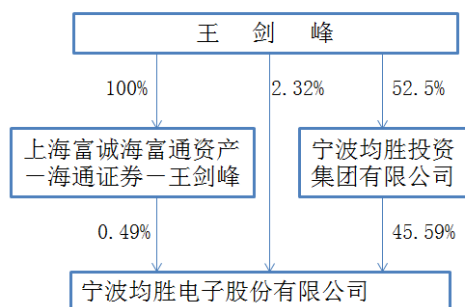 王 剑 峰
100%
2.32%
52.5%
上海富诚海富通资产
－海通证券－王剑峰
宁波均胜投资
集团有限公司
0.49%
45.59%
宁波均胜电子股份有限公司